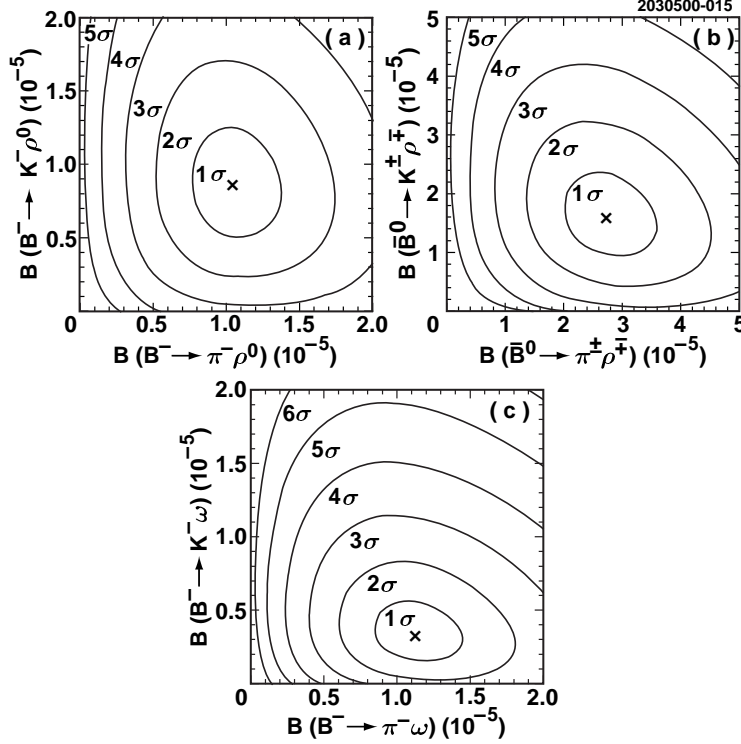 2030500-015
( a )
5σ
4σ
3σ
2σ
1σ
2.0
1.5
1.0
0.5
0
0.5
1.0
1.5
2.0
B (B⁻ → K⁻ρ⁰) (10⁻⁵)
B (B⁻ → π⁻ρ⁰) (10⁻⁵)
( b )
5σ
4σ
3σ
2σ
1σ
5
4
3
2
1
0
1
2
3
4
5
B (B̄⁰ → K±ρ∓) (10⁻⁵)
B (B̄⁰ → π±ρ∓) (10⁻⁵)
( c )
6σ
5σ
4σ
3σ
2σ
1σ
2.0
1.5
1.0
0.5
0
0.5
1.0
1.5
2.0
B (B⁻ → K⁻ω) (10⁻⁵)
B (B⁻ → π⁻ω) (10⁻⁵)